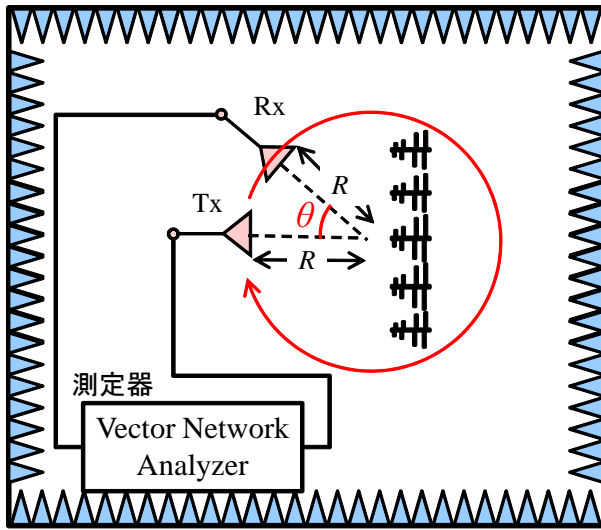 Rx
R
Tx
θ
R
測定器
Vector Network
Analyzer